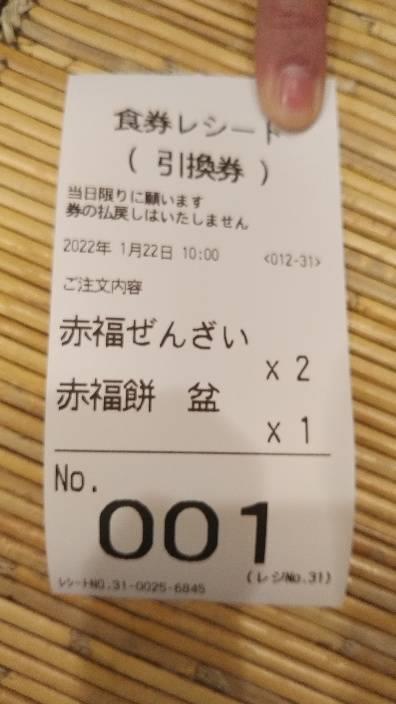 食券レシート
( 引換券 )
当日限りに願います
券の払戻しはいたしません
2022年 1月22日 10:00 <012-31>
ご注文内容
赤福ぜんざい
x 2
赤福餅 盆
x 1
No.
001
(レジNo.31)
レシートNO.31-0025-6845